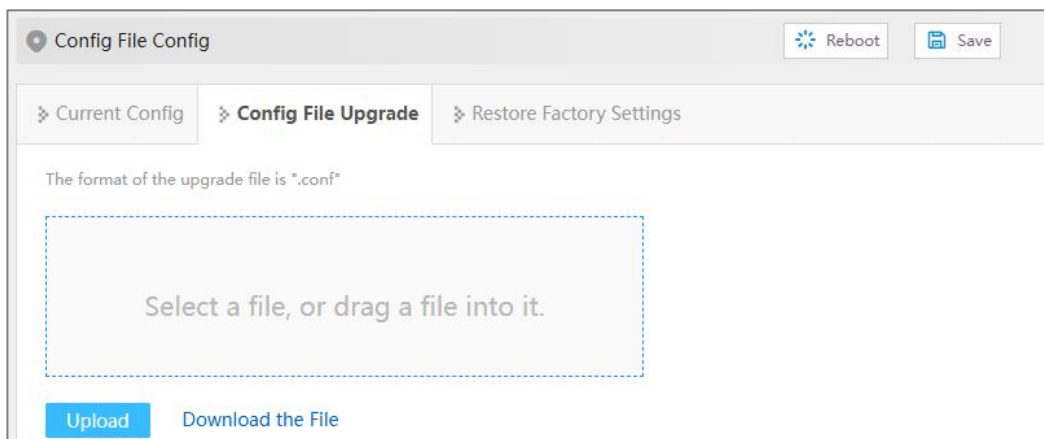 Config File Config Reboot Save
Current Config Config File Upgrade Restore Factory Settings
The format of the upgrade file is ".conf"
Select a file, or drag a file into it.
Upload Download the File